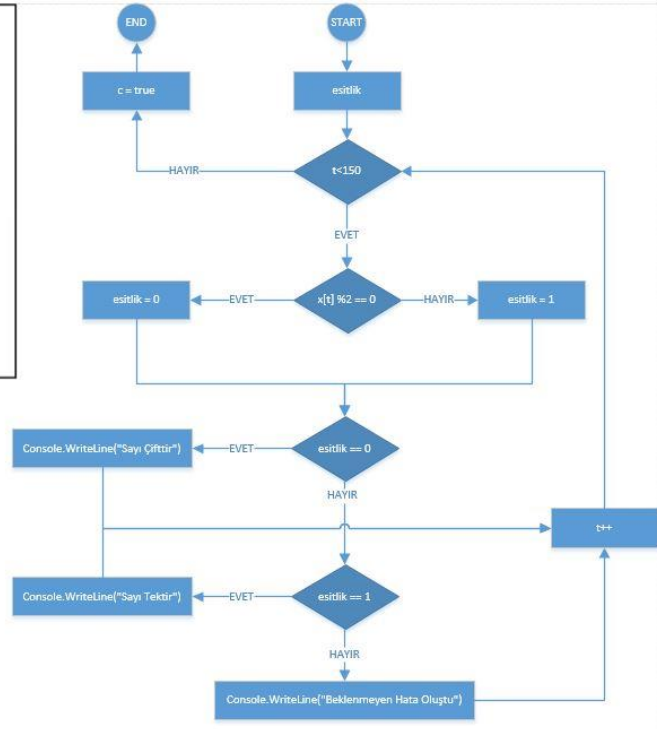 END
START
c = true
esitlik
t<150
HAYIR
EVET
esitlik = 0
EVET
x[t] %2 == 0
HAYIR
esitlik = 1
Console.WriteLine("Sayı Çifttir")
EVET
esitlik == 0
HAYIR
t++
Console.WriteLine("Sayı Tektir")
EVET
esitlik == 1
HAYIR
Console.WriteLine("Beklenmeyen Hata Oluştu")